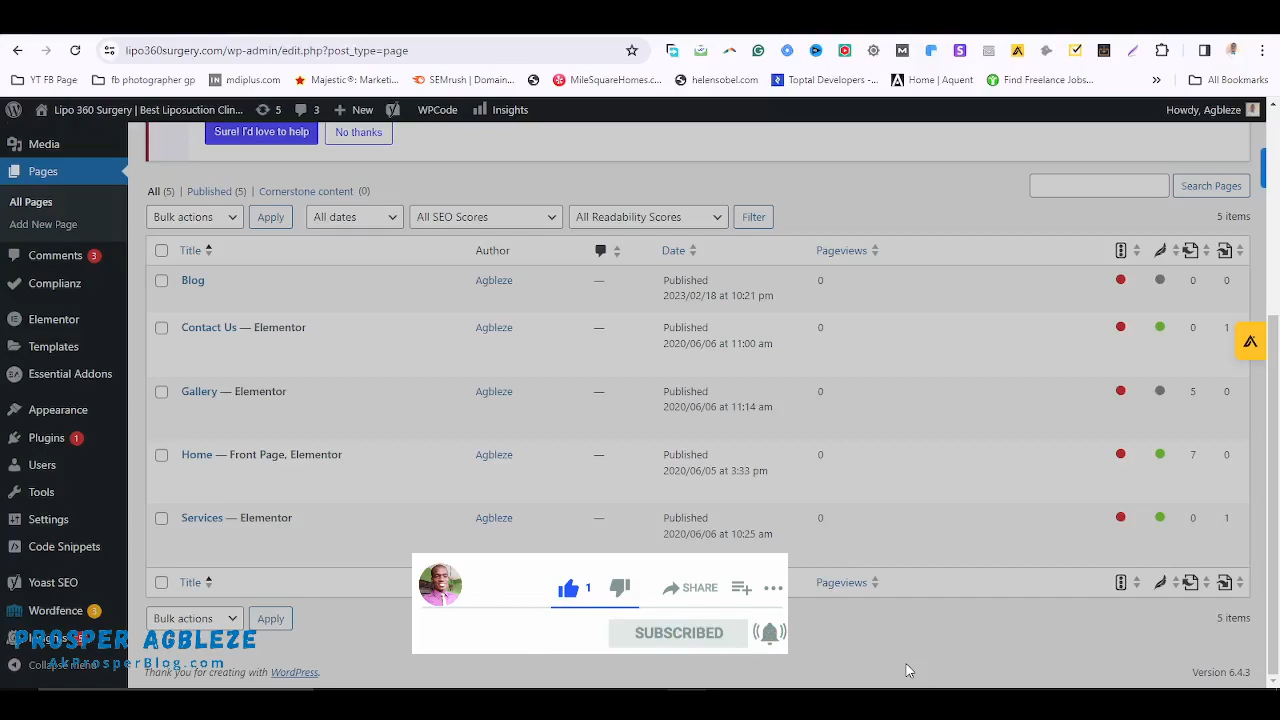 lipo360surgery.com/wp-admin/edit.php?post_type=page
YT FB Page
fb photographer gp
mdiplus.com
Majestic®: Marketi...
SEMrush | Domain...
MileSquareHomes.c...
helensobel.com
Toptal Developers -...
Home | Aquent
Find Freelance Jobs...
All Bookmarks
Lipo 360 Surgery | Best Liposuction Clin...
5
3
New
WPCode
Insights
Howdy, Agbleze
Media
Pages
All Pages
Add New Page
Comments 3
Complianz
Elementor
Templates
Essential Addons
Appearance
Plugins 1
Users
Tools
Settings
Code Snippets
Yoast SEO
Wordfence 3
Collapse menu
Sure! I'd love to help
No thanks
All (5) | Published (5) | Cornerstone content (0)
Search Pages
Bulk actions
Apply
All dates
All SEO Scores
All Readability Scores
Filter
5 items
Title
Author
Date
Pageviews
Blog
Agbleze
—
Published
2023/02/18 at 10:21 pm
0
0
0
Contact Us — Elementor
Agbleze
—
Published
2020/06/06 at 11:00 am
0
0
1
Gallery — Elementor
Agbleze
—
Published
2020/06/06 at 11:14 am
0
5
0
Home — Front Page, Elementor
Agbleze
—
Published
2020/06/05 at 3:33 pm
0
7
0
Services — Elementor
Agbleze
—
Published
2020/06/06 at 10:25 am
0
0
1
Title
Pageviews
Bulk actions
Apply
5 items
1
SHARE
SUBSCRIBED
PROSPER AGBLEZE
AkProsperBlog.com
Thank you for creating with WordPress.
Version 6.4.3